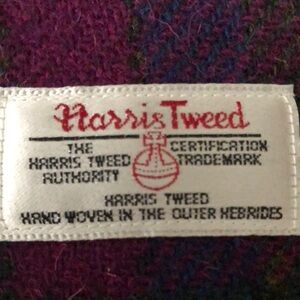 Harris Tweed
THE CERTIFICATION
HARRIS TWEED TRADEMARK
AUTHORITY
HARRIS TWEED
HAND WOVEN IN THE OUTER HEBRIDES